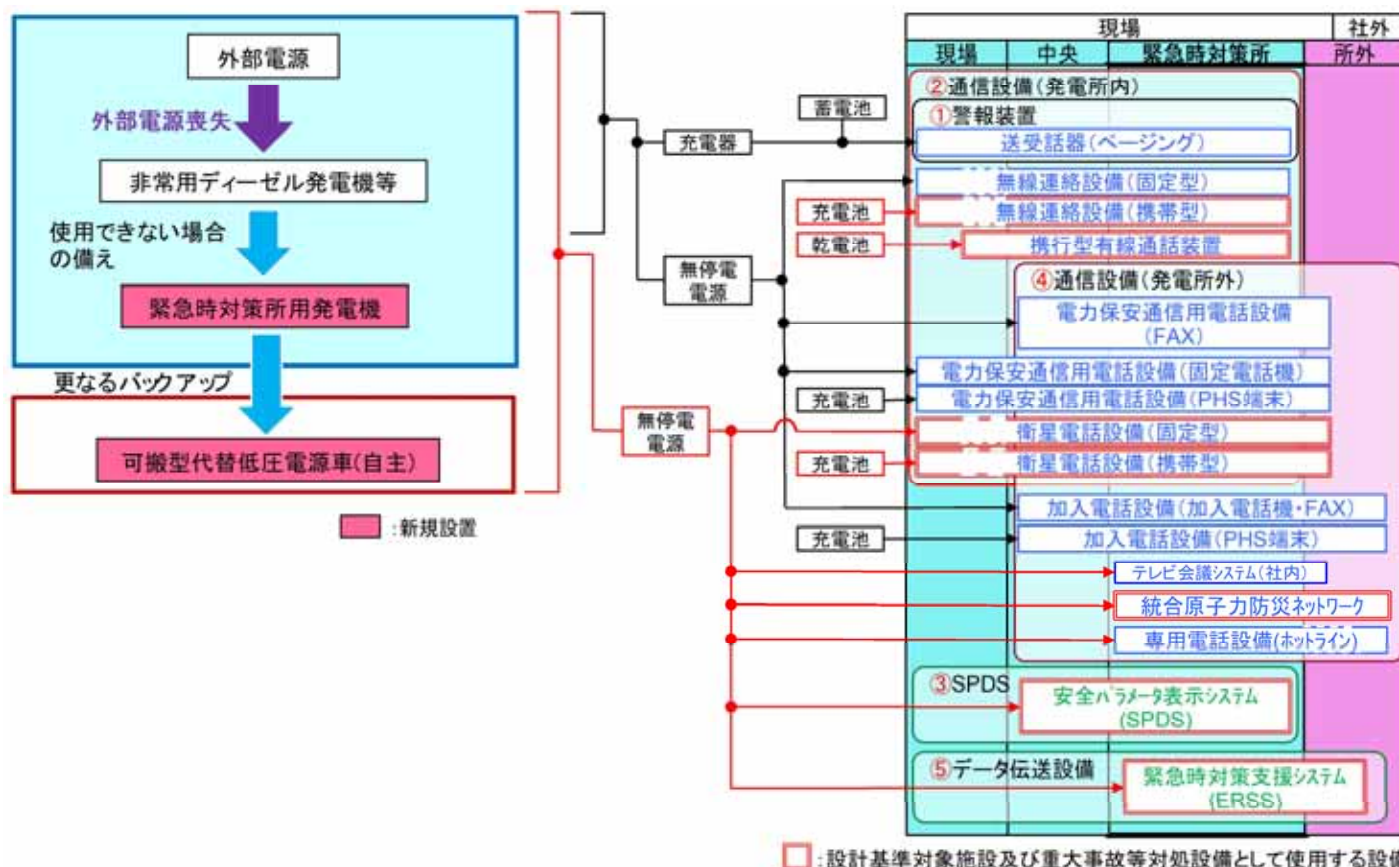 外部電源
外部電源喪失
非常用ディーゼル発電機等
使用できない場合
の備え
緊急時対策所用発電機
更なるバックアップ
可搬型代替低圧電源車(自主)
:新規設置
充電器
蓄電池
無停電
電源
充電池
乾電池
充電池
無停電
電源
充電池
充電池
現場
社外
現場
中央
緊急時対策所
所外
②通信設備(発電所内)
①警報装置
送受話器(ページング)
無線連絡設備(固定型)
無線連絡設備(携帯型)
携行型有線通話装置
④通信設備(発電所外)
電力保安通信用電話設備
(FAX)
電力保安通信用電話設備(固定電話機)
電力保安通信用電話設備(PHS端末)
衛星電話設備(固定型)
衛星電話設備(携帯型)
加入電話設備(加入電話機・FAX)
加入電話設備(PHS端末)
テレビ会議システム(社内)
統合原子力防災ネットワーク
専用電話設備(ホットライン)
③SPDS
安全パラメータ表示システム
(SPDS)
⑤データ伝送設備
緊急時対策支援システム
(ERSS)
:設計基準対象施設及び重大事故等対処設備として使用する設備